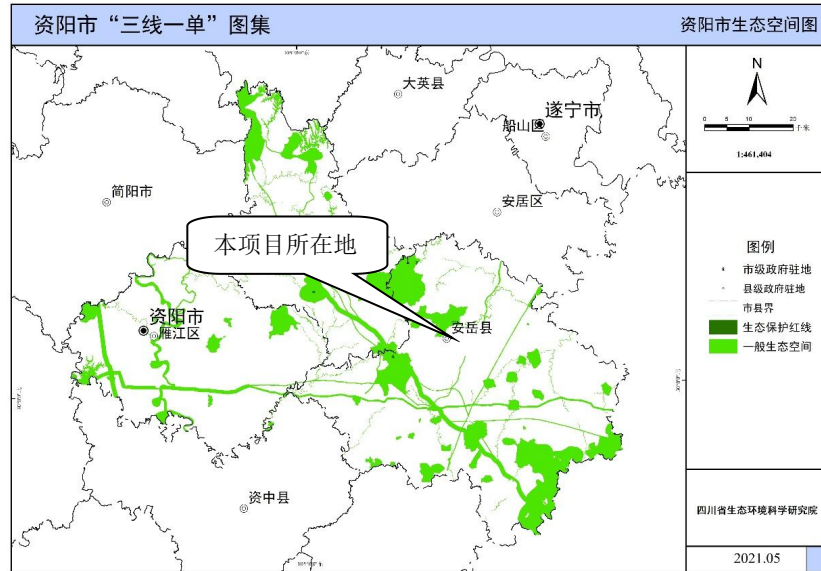 资阳市“三线一单”图集
资阳市生态空间图
大英县
遂宁市
船山区
简阳市
安居区
本项目所在地
资阳市
雁江区
安岳县
资中县
N
0 5 10 20
千米
1:461,404
图例
市级政府驻地
县级政府驻地
市县界
生态保护红线
一般生态空间
四川省生态环境科学研究院
2021.05